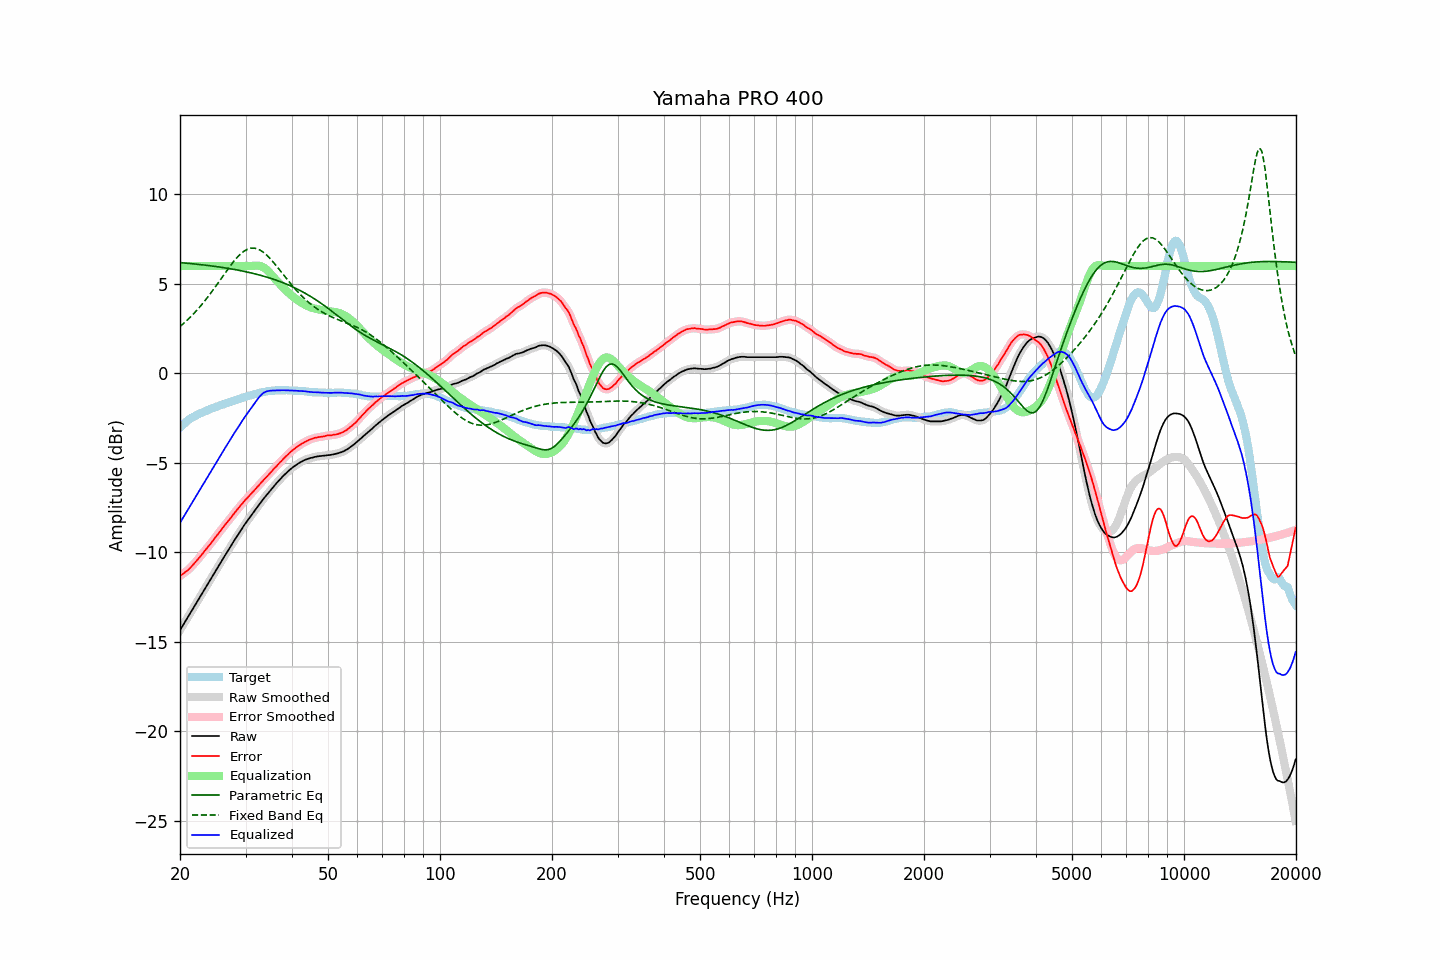 Yamaha PRO 400
Amplitude (dBr)
10
5
0
−5
−10
−15
−20
−25
Target
Raw Smoothed
Error Smoothed
Raw
Error
Equalization
Parametric Eq
Fixed Band Eq
Equalized
20 50 100 200 500 1000 2000 5000 10000 20000
Frequency (Hz)